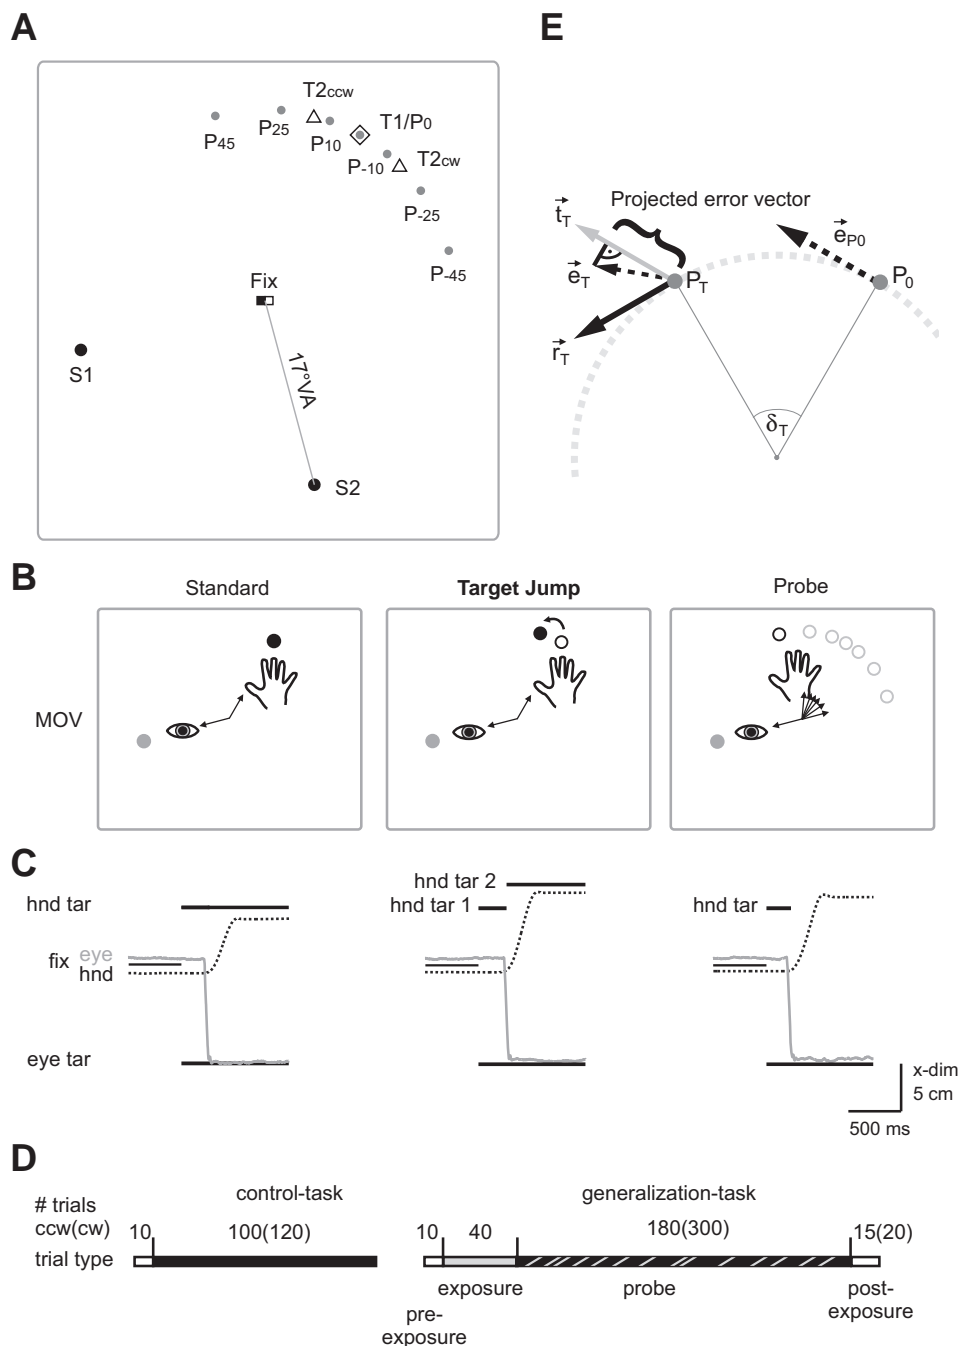 A
T2ccw
P45
P25
P10
T1/P0
P-10
T2cw
P-25
P-45
Fix
17°VA
S1
S2
E
Projected error vector
t⃗T
e⃗T
r⃗T
PT
e⃗P0
P0
δT
B
Standard
Target Jump
Probe
MOV
C
hnd tar
hnd tar 2
hnd tar 1
hnd tar
fix
eye
hnd
eye tar
x-dim
5 cm
500 ms
D
# trials
ccw(cw)
trial type
control-task
10
100(120)
generalization-task
10
40
180(300)
15(20)
exposure
probe
pre-
exposure
post-
exposure